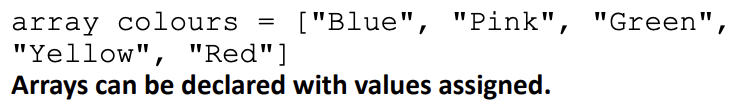 array colours = ["Blue", "Pink", "Green",
"Yellow", "Red"]
Arrays can be declared with values assigned.